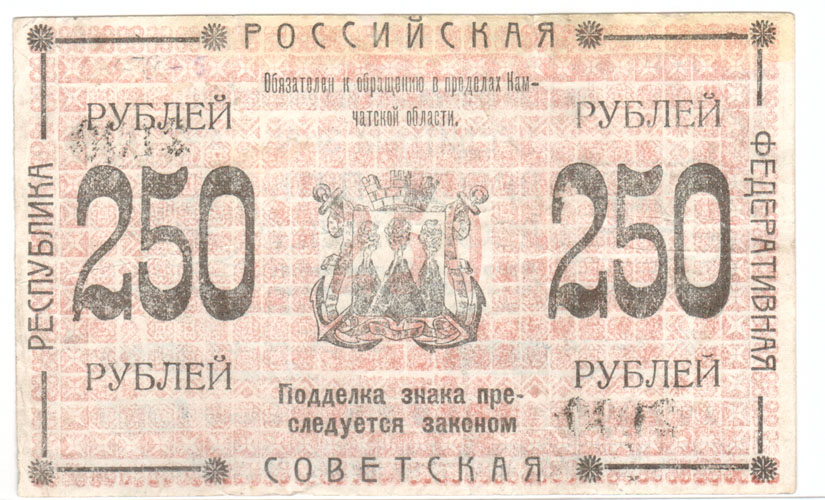 РОССИЙСКАЯ
Обязателен к обращению в пределах Кам-
чатской области.
РУБЛЕЙ
РУБЛЕЙ
250
250
РУБЛЕЙ
РУБЛЕЙ
Подделка знака пре-
следуется законом
РЕСПУБЛИКА
ФЕДЕРАТИВНАЯ
СОВЕТСКАЯ